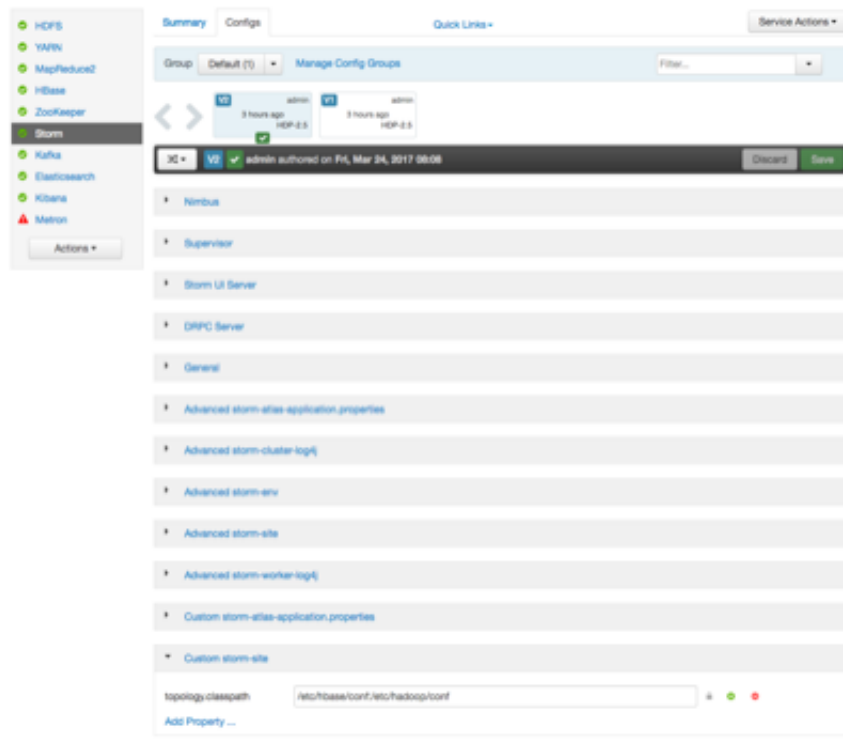 HDFS
YARN
MapReduce2
HBase
ZooKeeper
Storm
Kafka
Elasticsearch
Kibana
Metron
Actions
Summary
Configs
Quick Links
Service Actions
Group
Default (1)
Manage Config Groups
Filter...
V2
admin
3 hours ago
HDP-2.5
V1
admin
3 hours ago
HDP-2.5
V2
admin authored on Fri, Mar 24, 2017 08:08
Discard
Save
Nimbus
Supervisor
Storm UI Server
DRPC Server
General
Advanced storm-atlas-application.properties
Advanced storm-cluster-log4j
Advanced storm-env
Advanced storm-site
Advanced storm-worker-log4j
Custom storm-atlas-application.properties
Custom storm-site
topology.classpath
/etc/hbase/conf:/etc/hadoop/conf
Add Property ...